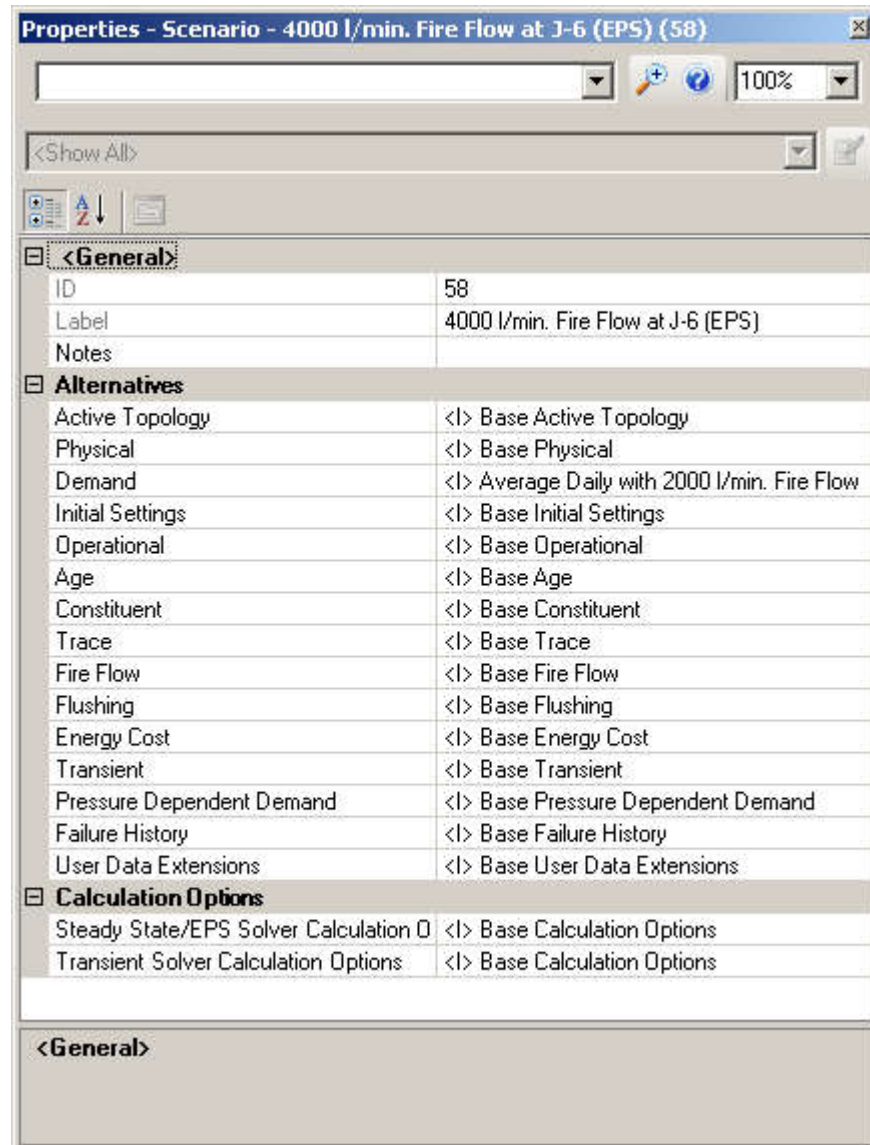 Properties - Scenario - 4000 l/min. Fire Flow at J-6 (EPS) (58)
100%
<Show All>
<General>
ID 58
Label 4000 l/min. Fire Flow at J-6 (EPS)
Notes
Alternatives
Active Topology <I> Base Active Topology
Physical <I> Base Physical
Demand <I> Average Daily with 2000 l/min. Fire Flow
Initial Settings <I> Base Initial Settings
Operational <I> Base Operational
Age <I> Base Age
Constituent <I> Base Constituent
Trace <I> Base Trace
Fire Flow <I> Base Fire Flow
Flushing <I> Base Flushing
Energy Cost <I> Base Energy Cost
Transient <I> Base Transient
Pressure Dependent Demand <I> Base Pressure Dependent Demand
Failure History <I> Base Failure History
User Data Extensions <I> Base User Data Extensions
Calculation Options
Steady State/EPS Solver Calculation O <I> Base Calculation Options
Transient Solver Calculation Options <I> Base Calculation Options
<General>